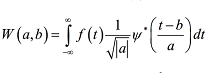 W(a,b) = ∫_{-∞}^{∞} f(t) 1/√|a| ψ*((t-b)/a) dt